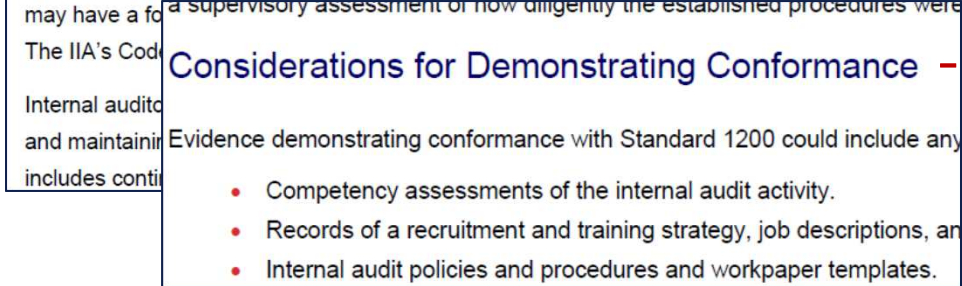 may have a fo
The IIA's Cod
Internal audito
and maintainin
includes conti
a supervisory assessment of how diligently the established procedures were
Considerations for Demonstrating Conformance
Evidence demonstrating conformance with Standard 1200 could include any
• Competency assessments of the internal audit activity.
• Records of a recruitment and training strategy, job descriptions, an
• Internal audit policies and procedures and workpaper templates.